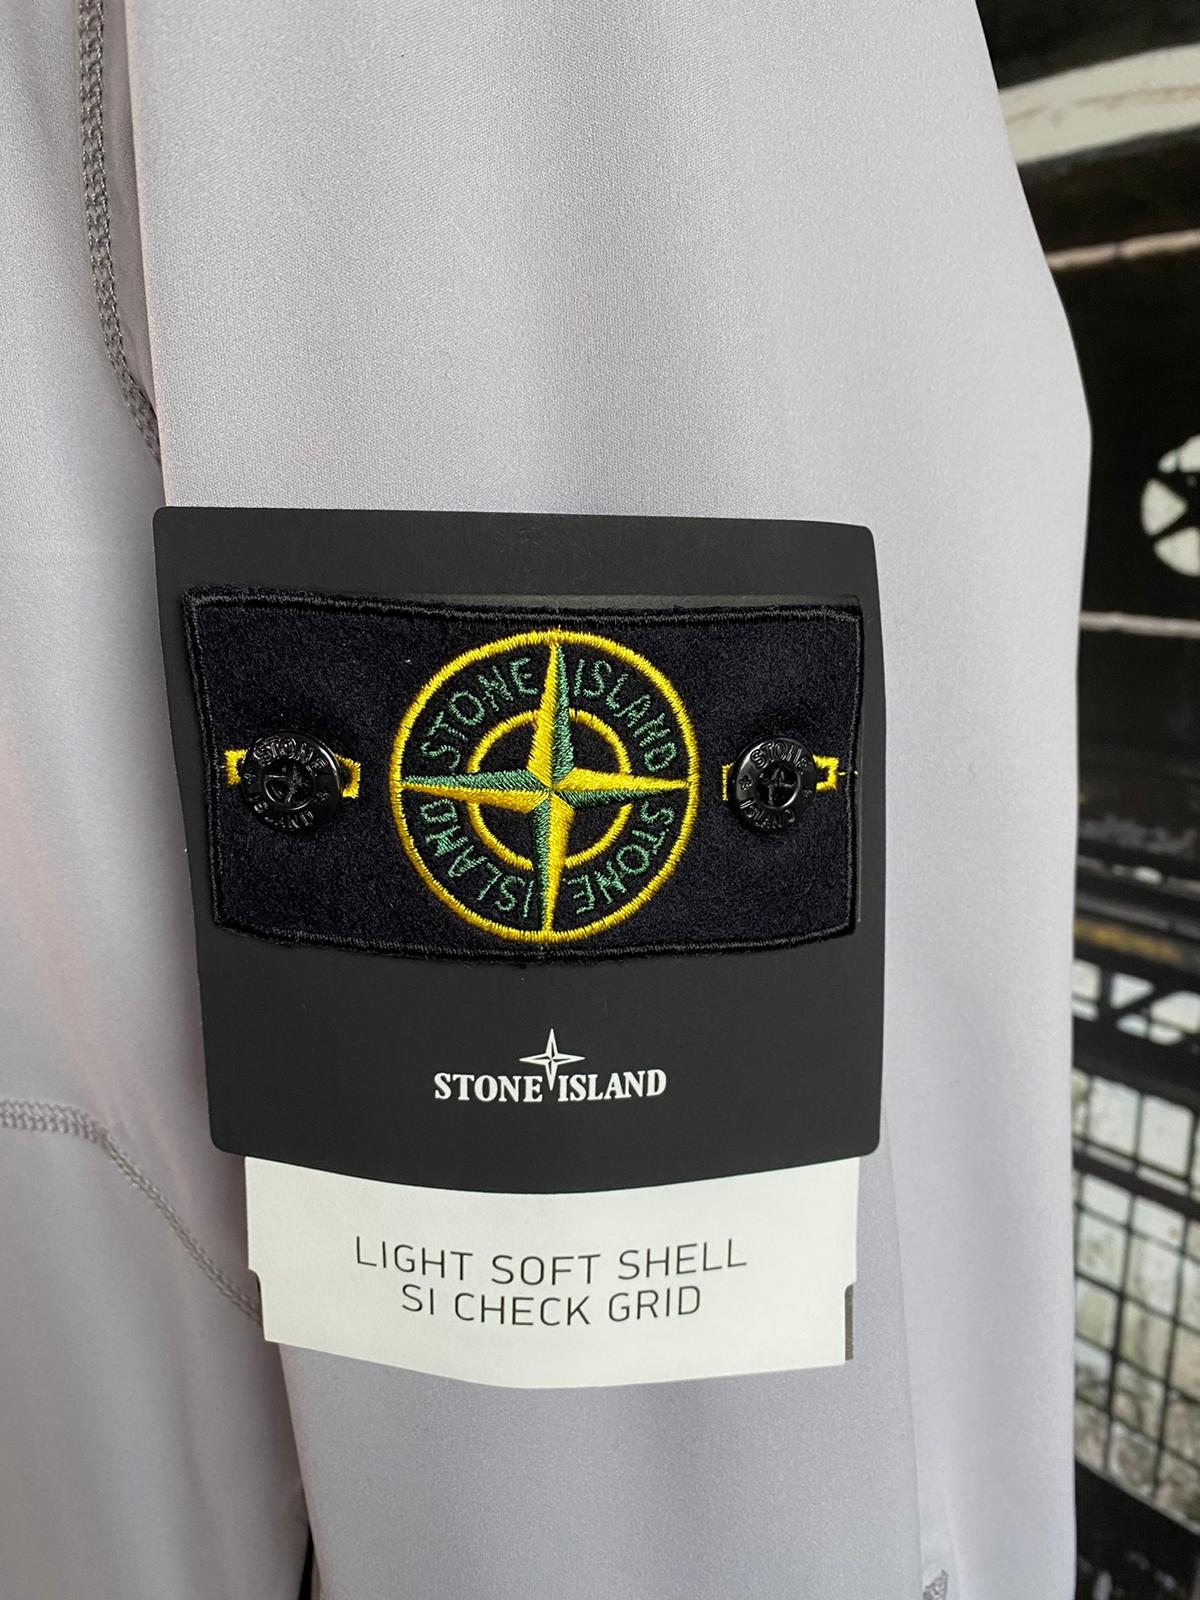 STONE ISLAND
STONE ISLAND
STONE
ISLAND
STONE
ISLAND
STONE ISLAND
LIGHT SOFT SHELL
SI CHECK GRID